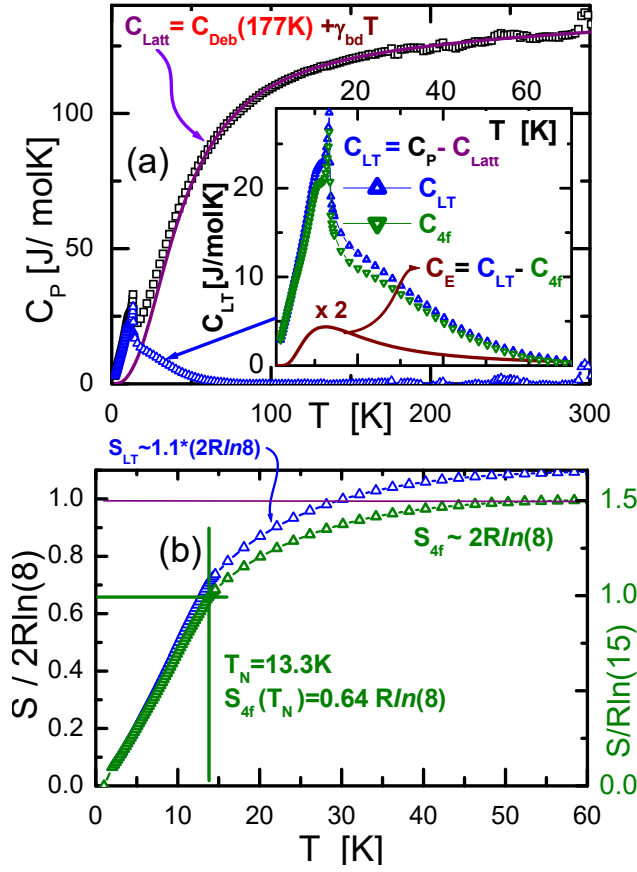 C_Latt = C_Deb(177K) +γ_bdT
(a)
C_P [J/ molK]
0
50
100
0
100
200
300
T [K]
20
40
60
T [K]
C_LT = C_P - C_Latt
C_LT
C_4f
C_E = C_LT - C_4f
x 2
C_LT [J/molK]
0
10
20
S_LT~1.1*(2Rln8)
(b)
S_4f ~ 2Rln(8)
T_N=13.3K
S_4f(T_N)=0.64 Rln(8)
S / 2Rln(8)
0.0
0.2
0.4
0.6
0.8
1.0
S/Rln(15)
0.0
0.5
1.0
1.5
0
10
20
30
40
50
60
T [K]